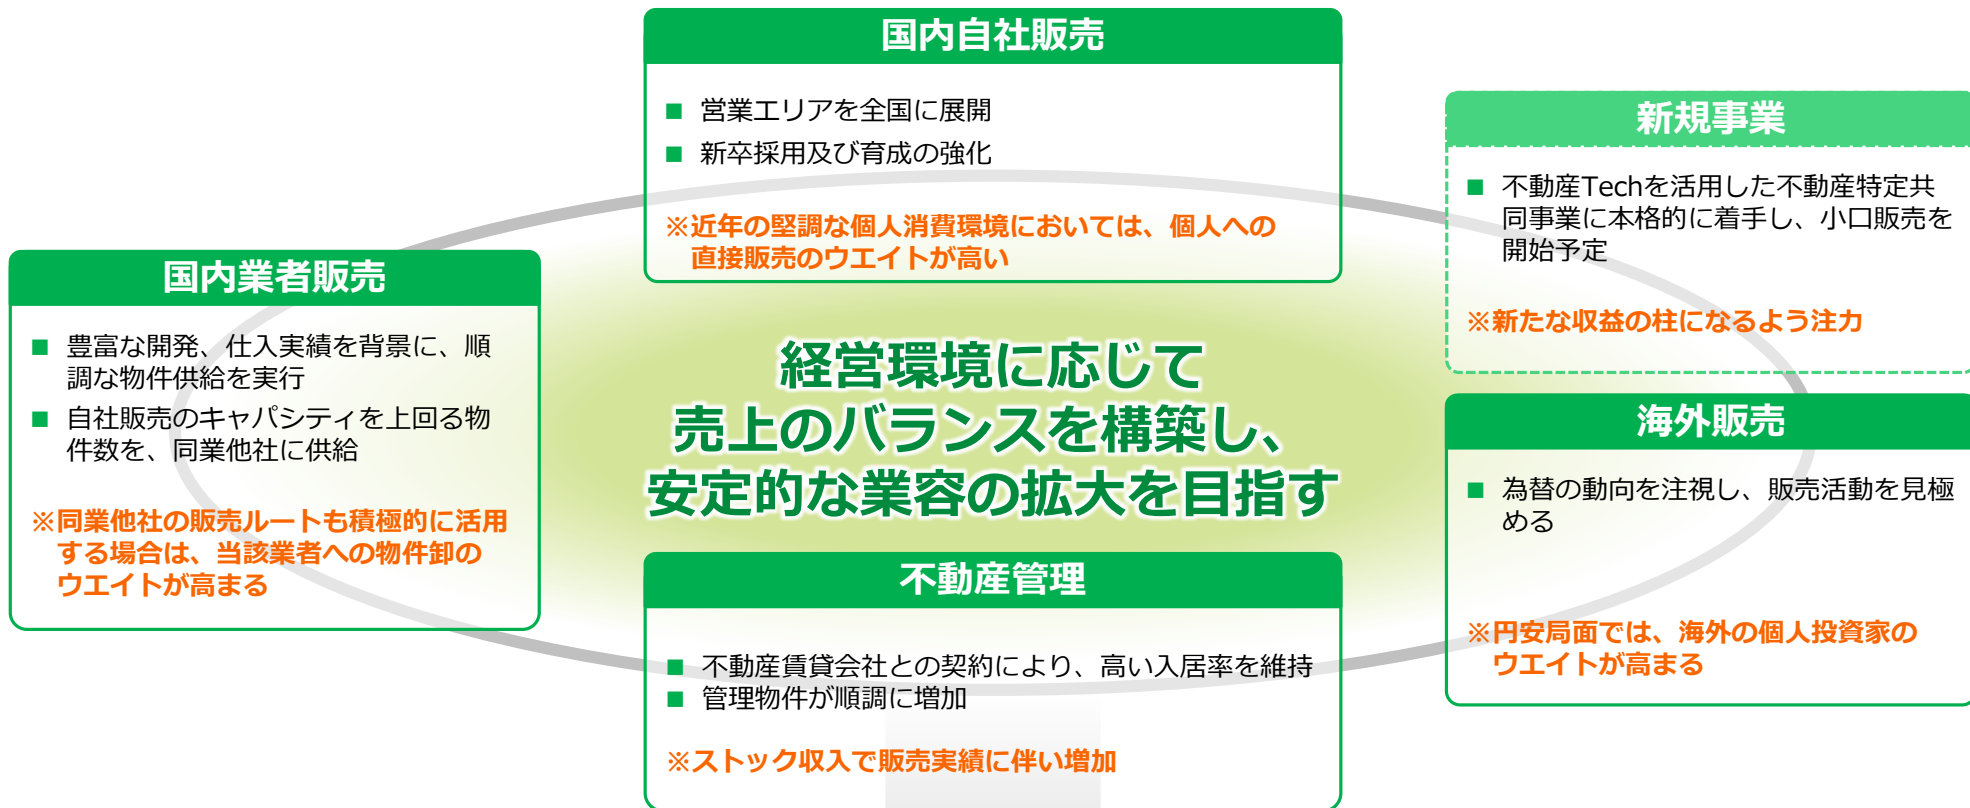 国内自社販売
■ 営業エリアを全国に展開
■ 新卒採用及び育成の強化
※近年の堅調な個人消費環境においては、個人への
直接販売のウエイトが高い
新規事業
■ 不動産Techを活用した不動産特定共
同事業に本格的に着手し、小口販売を
開始予定
※新たな収益の柱になるよう注力
国内業者販売
■ 豊富な開発、仕入実績を背景に、順
調な物件供給を実行
■ 自社販売のキャパシティを上回る物
件数を、同業他社に供給
※同業他社の販売ルートも積極的に活用
する場合は、当該業者への物件卸の
ウエイトが高まる
経営環境に応じて
売上のバランスを構築し、
安定的な業容の拡大を目指す
海外販売
■ 為替の動向を注視し、販売活動を見極
める
※円安局面では、海外の個人投資家の
ウエイトが高まる
不動産管理
■ 不動産賃貸会社との契約により、高い入居率を維持
■ 管理物件が順調に増加
※ストック収入で販売実績に伴い増加